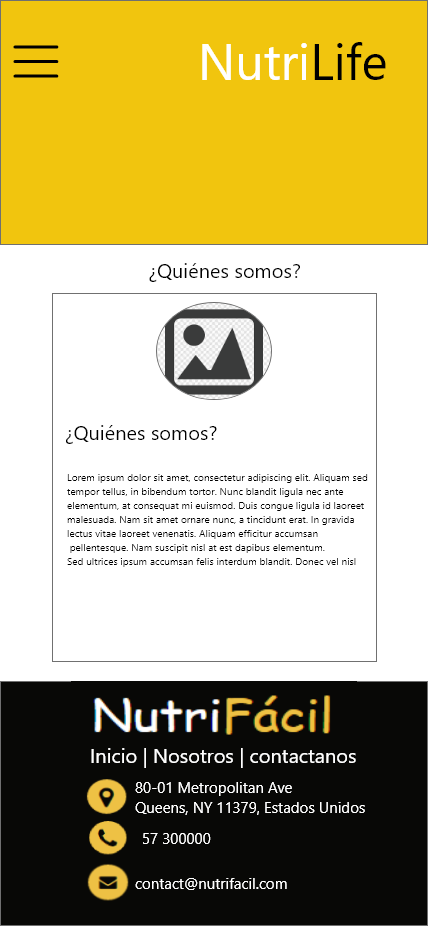 NutriLife
¿Quiénes somos?
¿Quiénes somos?
Lorem ipsum dolor sit amet, consectetur adipiscing elit. Aliquam sed
tempor tellus, in bibendum tortor. Nunc blandit ligula nec ante
elementum, at consequat mi euismod. Duis congue ligula id laoreet
malesuada. Nam sit amet ornare nunc, a tincidunt erat. In gravida
lectus vitae laoreet venenatis. Aliquam efficitur accumsan
pellentesque. Nam suscipit nisl at est dapibus elementum.
Sed ultrices ipsum accumsan felis interdum blandit. Donec vel nisl
NutriFácil
Inicio | Nosotros | contactanos
80-01 Metropolitan Ave
Queens, NY 11379, Estados Unidos
57 300000
contact@nutrifacil.com